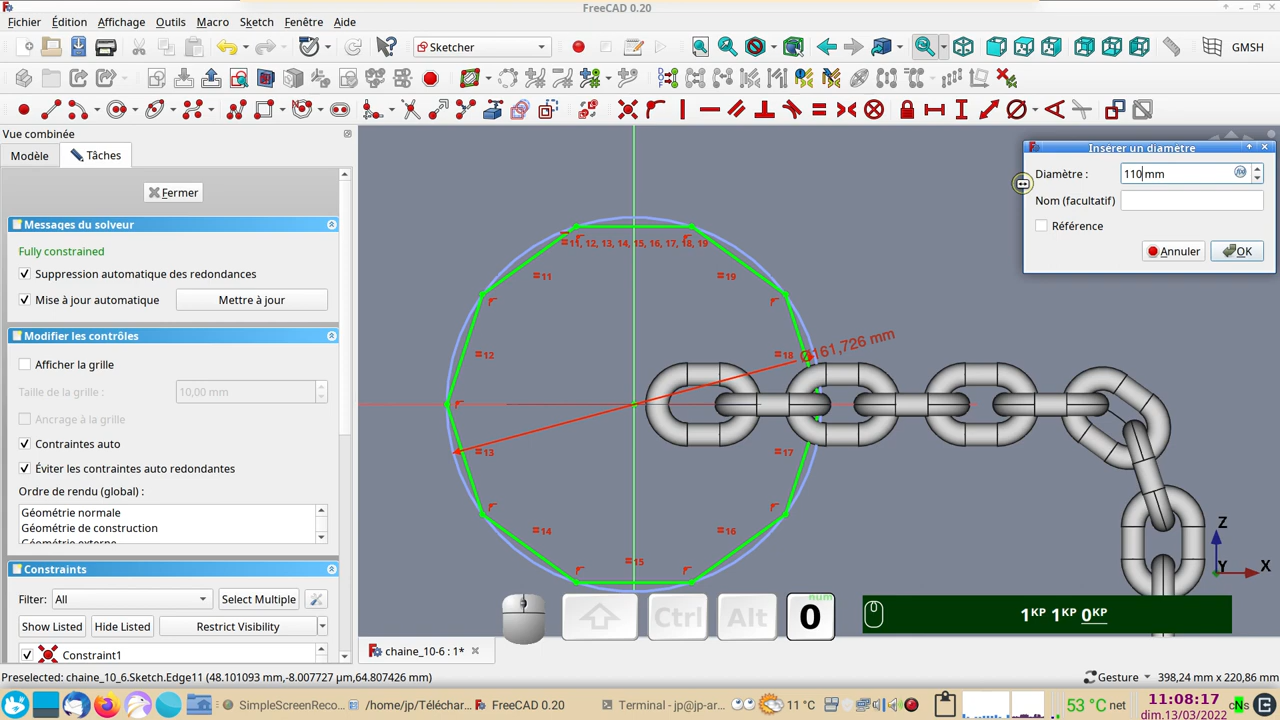 FreeCAD 0.20
Fichier Édition Affichage Outils Macro Sketch Fenêtre Aide
Sketcher
GMSH
Vue combinée
Modèle
Tâches
Fermer
Messages du solveur
Fully constrained
Suppression automatique des redondances
Mise à jour automatique
Mettre à jour
Modifier les contrôles
Afficher la grille
Taille de la grille :
10,00 mm
Ancrage à la grille
Contraintes auto
Éviter les contraintes auto redondantes
Ordre de rendu (global) :
Géométrie normale
Géométrie de construction
Géométrie externe
Constraints
Filter:
All
Select Multiple
Show Listed
Hide Listed
Restrict Visibility
Constraint1
=11, 12, 13, 14, 15, 16, 17, 18, 19
=11
=19
=12
=18
Ø161,726 mm
=13
=17
=14
=16
=15
Insérer un diamètre
Diamètre :
110 mm
Nom (facultatif)
Référence
Annuler
OK
Z
Y
X
Ctrl
Alt
num
0
1KP 1KP 0KP
chaine_10-6 : 1*
Preselected: chaine_10_6.Sketch.Edge11 (48.101093 mm,-8.007727 µm,64.807426 mm)
Gesture
398,24 mm x 220,86 mm
SimpleScreenReco...
/home/jp/Téléchar...
FreeCAD 0.20
Terminal - jp@jp-ar...
11 °C
53 °C
net
11:08:17
dim.13/03/2022
cNs